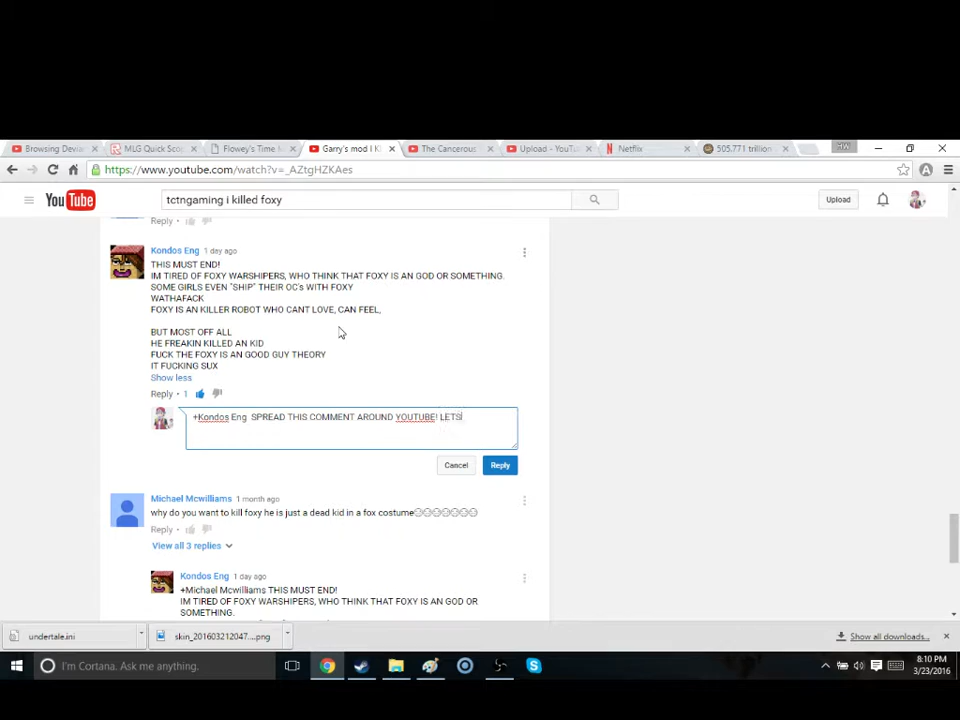 Browsing Devia
MLG Quick Sco
Flowey's Time
Garry's mod I K
The Cancerous
Upload - YouTu
Netflix
505.771 trillion
HW
https://www.youtube.com/watch?v=_AZtgHZKAes
YouTube
tctngaming i killed foxy
Upload
Reply
Kondos Eng 1 day ago
THIS MUST END!
IM TIRED OF FOXY WARSHIPERS, WHO THINK THAT FOXY IS AN GOD OR SOMETHING.
SOME GIRLS EVEN "SHIP" THEIR OC's WITH FOXY
WATHAFACK
FOXY IS AN KILLER ROBOT WHO CANT LOVE, CAN FEEL,
BUT MOST OFF ALL
HE FREAKIN KILLED AN KID
FUCK THE FOXY IS AN GOOD GUY THEORY
IT FUCKING SUX
Show less
Reply • 1
+Kondos Eng SPREAD THIS COMMENT AROUND YOUTUBE! LETS
Cancel Reply
Michael Mcwilliams 1 month ago
why do you want to kill foxy he is just a dead kid in a fox costume
Reply •
View all 3 replies
Kondos Eng 1 day ago
+Michael Mcwilliams THIS MUST END!
IM TIRED OF FOXY WARSHIPERS, WHO THINK THAT FOXY IS AN GOD OR
SOMETHING.
undertale.ini
skin_201603212047....png
Show all downloads...
I'm Cortana. Ask me anything.
8:10 PM
3/23/2016